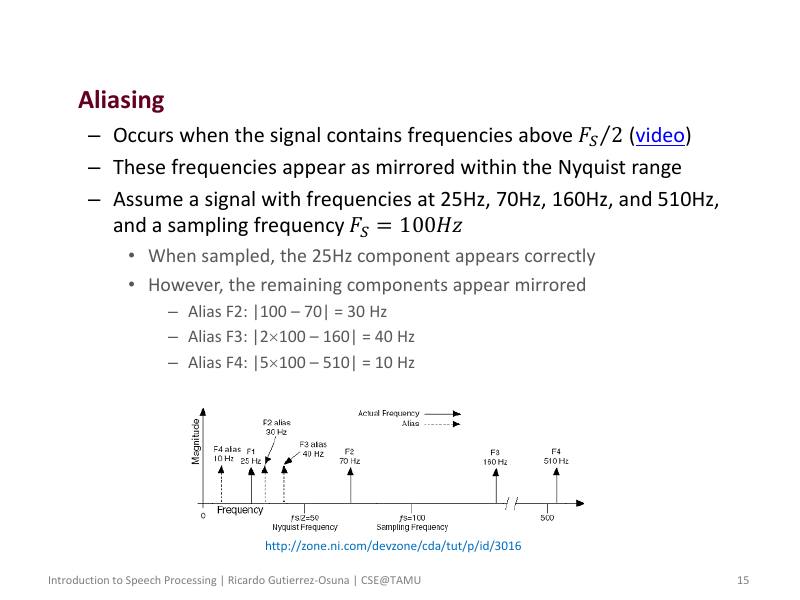 Aliasing
– Occurs when the signal contains frequencies above F_S/2 (video)
– These frequencies appear as mirrored within the Nyquist range
– Assume a signal with frequencies at 25Hz, 70Hz, 160Hz, and 510Hz,
and a sampling frequency F_S = 100Hz
• When sampled, the 25Hz component appears correctly
• However, the remaining components appear mirrored
– Alias F2: |100 – 70| = 30 Hz
– Alias F3: |2×100 – 160| = 40 Hz
– Alias F4: |5×100 – 510| = 10 Hz
Actual Frequency
Alias
Magnitude
F2 alias
30 Hz
F4 alias
10 Hz
F1
25 Hz
F3 alias
40 Hz
F2
70 Hz
F3
160 Hz
F4
510 Hz
0
Frequency
ƒs/2=50
Nyquist Frequency
ƒs=100
Sampling Frequency
500
http://zone.ni.com/devzone/cda/tut/p/id/3016
Introduction to Speech Processing | Ricardo Gutierrez-Osuna | CSE@TAMU
15